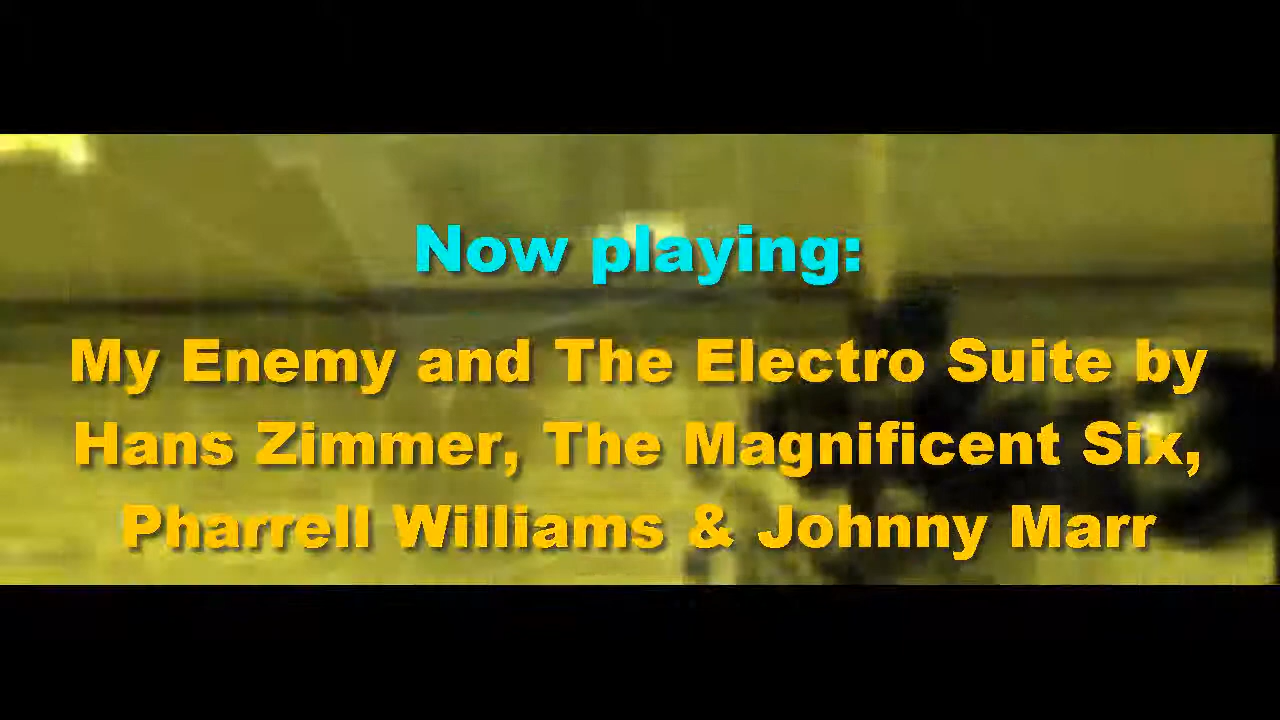 Now playing:
My Enemy and The Electro Suite by
Hans Zimmer, The Magnificent Six,
Pharrell Williams & Johnny Marr